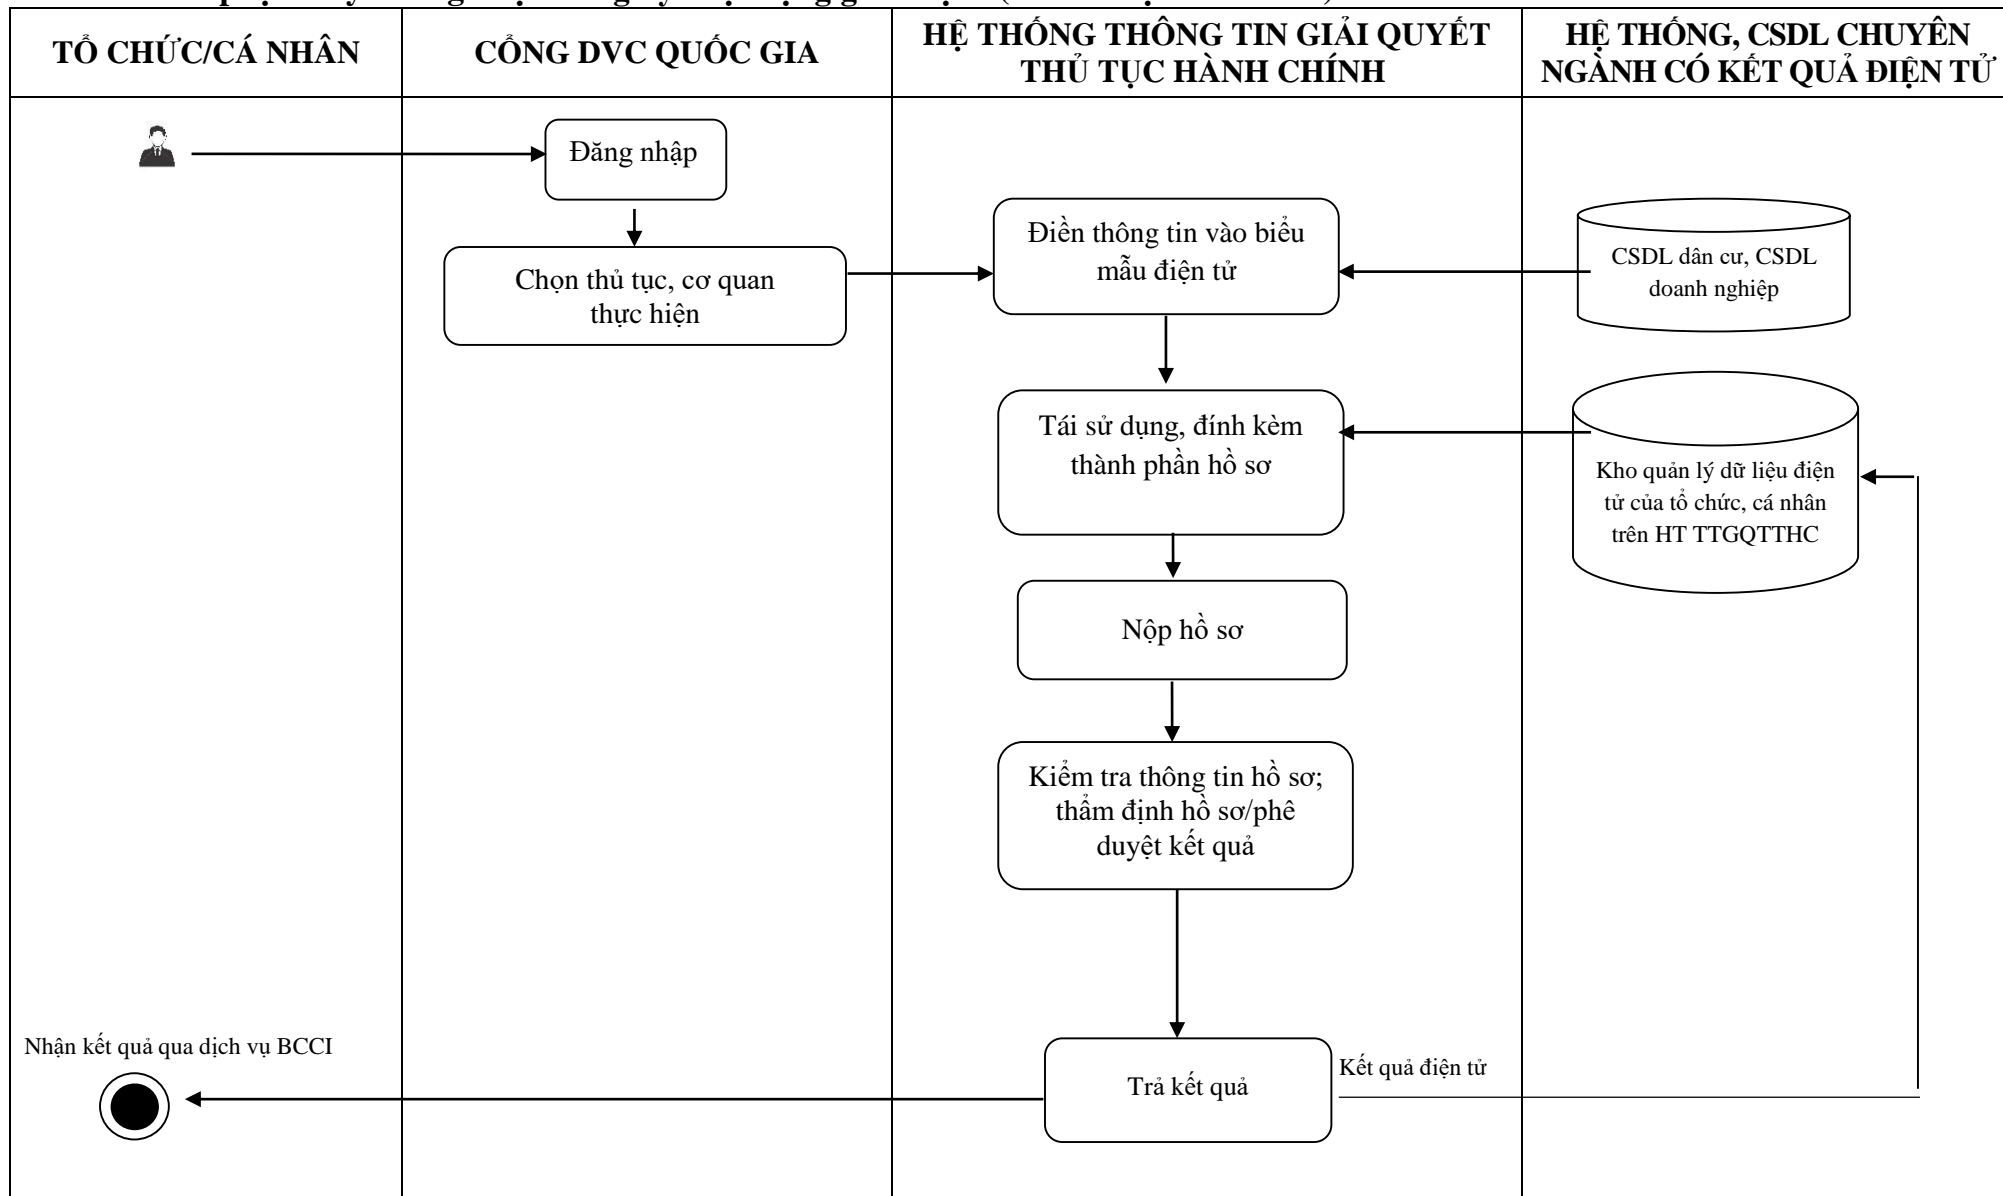 TỔ CHỨC/CÁ NHÂN
CỔNG DVC QUỐC GIA
HỆ THỐNG THÔNG TIN GIẢI QUYẾT
THỦ TỤC HÀNH CHÍNH
HỆ THỐNG, CSDL CHUYÊN
NGÀNH CÓ KẾT QUẢ ĐIỆN TỬ
Đăng nhập
Chọn thủ tục, cơ quan
thực hiện
Điền thông tin vào biểu
mẫu điện tử
CSDL dân cư, CSDL
doanh nghiệp
Tái sử dụng, đính kèm
thành phần hồ sơ
Kho quản lý dữ liệu điện
tử của tổ chức, cá nhân
trên HT TTGQTTHC
Nộp hồ sơ
Kiểm tra thông tin hồ sơ;
thẩm định hồ sơ/phê
duyệt kết quả
Nhận kết quả qua dịch vụ BCCI
Trả kết quả
Kết quả điện tử